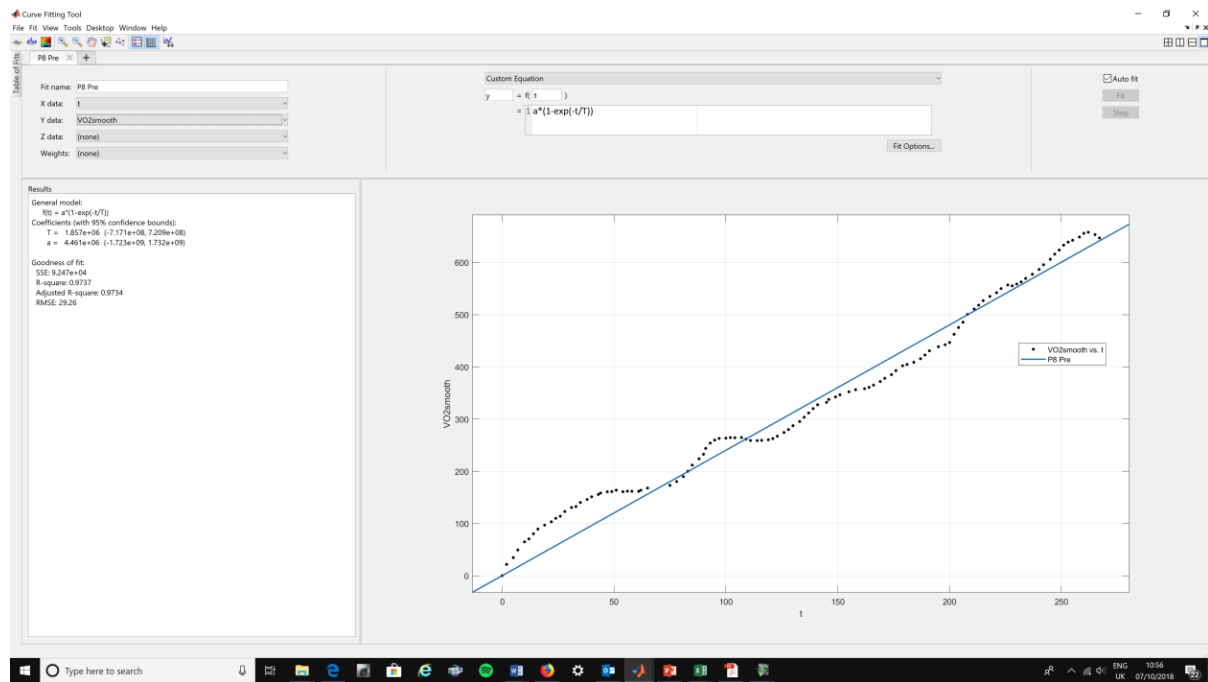 Curve Fitting Tool
File Fit View Tools Desktop Window Help
Table of Fits
P8 Pre
Fit name: P8 Pre
X data: t
Y data: VO2smooth
Z data: (none)
Weights: (none)
Custom Equation
y = f( t )
= 1 a*(1-exp(-t/T))
Fit Options...
Auto fit
Fit
Stop
Results
General model:
f(t) = a*(1-exp(-t/T))
Coefficients (with 95% confidence bounds):
T = 1.857e+06 (-7.171e+08, 7.209e+08)
a = 4.461e+06 (-1.723e+09, 1.732e+09)
Goodness of fit:
SSE: 9.247e+04
R-square: 0.9737
Adjusted R-square: 0.9734
RMSE: 29.26
VO2smooth
600
500
400
300
200
100
0
0 50 100 150 200 250
t
VO2smooth vs. t
P8 Pre
Type here to search
ENG 10:56
UK 07/10/2018